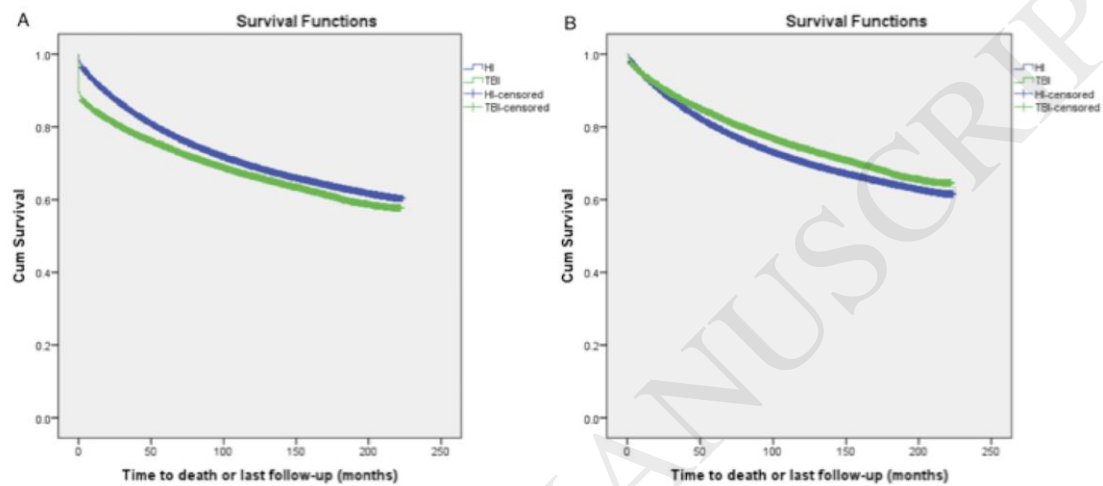 A
Survival Functions
Cum Survival
1.0
0.8
0.6
0.4
0.2
0.0
0 50 100 150 200 250
Time to death or last follow-up (months)
HI
TBI
HI-censored
TBI-censored
B
Survival Functions
Cum Survival
1.0
0.8
0.6
0.4
0.2
0.0
0 50 100 150 200 250
Time to death or last follow-up (months)
HI
TBI
HI-censored
TBI-censored
ANUSCRIP